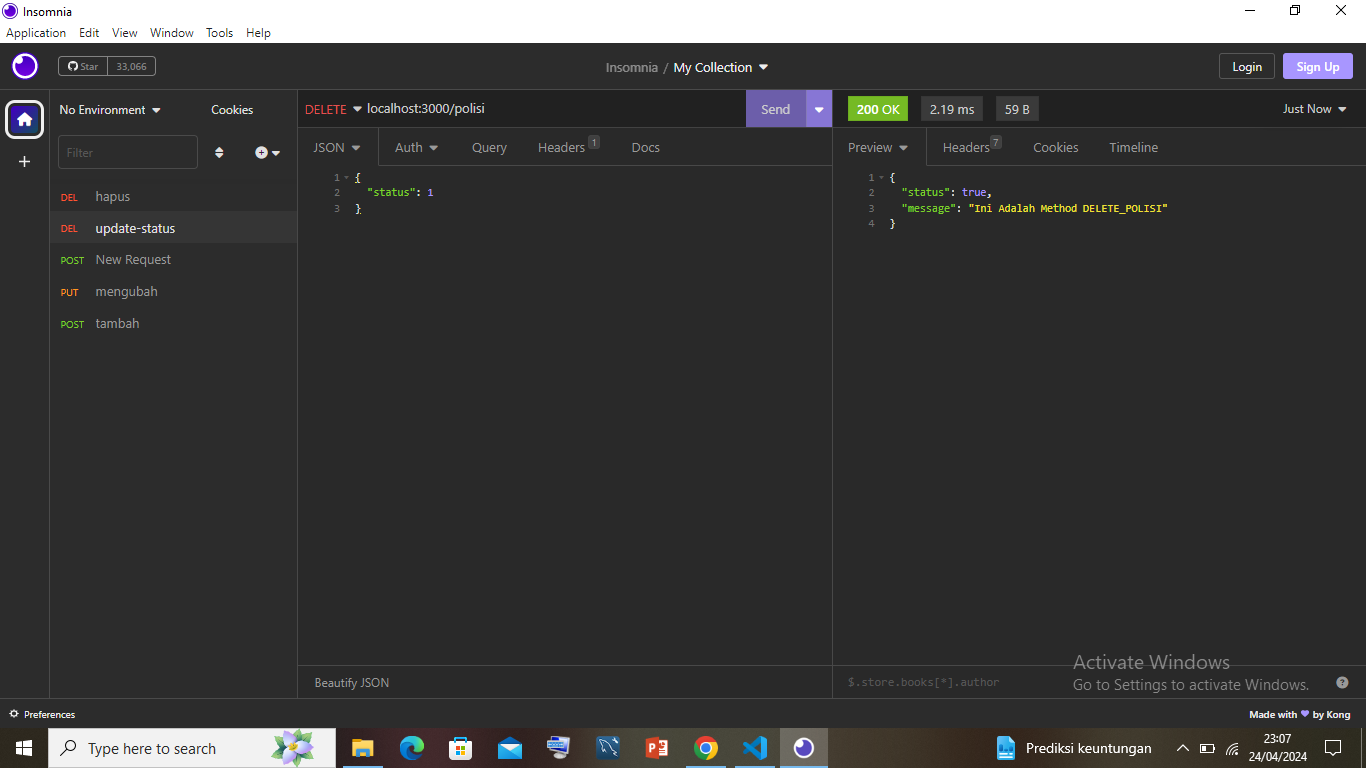 Insomnia
Application Edit View Window Tools Help
Star 33,066
Insomnia / My Collection
Login Sign Up
No Environment Cookies
DELETE localhost:3000/polisi Send
200 OK 2.19 ms 59 B Just Now
Filter
JSON Auth Query Headers 1 Docs
Preview Headers 7 Cookies Timeline
DEL hapus
DEL update-status
POST New Request
PUT mengubah
POST tambah
1 {
2 "status": 1
3 }
1 {
2 "status": true,
3 "message": "Ini Adalah Method DELETE_POLISI"
4 }
Beautify JSON
$.store.books[*].author
Activate Windows
Go to Settings to activate Windows.
Preferences
Made with by Kong
Type here to search
Prediksi keuntungan
23:07
24/04/2024